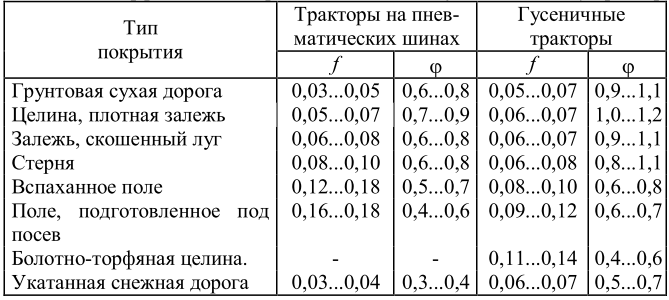 Тип покрытия Тракторы на пнев- Гусеничные
матических шинах тракторы
f φ f φ
Грунтовая сухая дорога 0,03...0,05 0,6...0,8 0,05...0,07 0,9...1,1
Целина, плотная залежь 0,05...0,07 0,7...0,9 0,06...0,07 1,0...1,2
Залежь, скошенный луг 0,06...0,08 0,6...0,8 0,06...0,07 0,9...1,1
Стерня 0,08...0,10 0,6...0,8 0,06...0,08 0,8...1,1
Вспаханное поле 0,12...0,18 0,5...0,7 0,08...0,10 0,6...0,8
Поле, подготовленное под 0,16...0,18 0,4...0,6 0,09...0,12 0,6...0,7
посев
Болотно-торфяная целина. - - 0,11...0,14 0,4...0,6
Укатанная снежная дорога 0,03...0,04 0,3...0,4 0,06...0,07 0,5...0,7